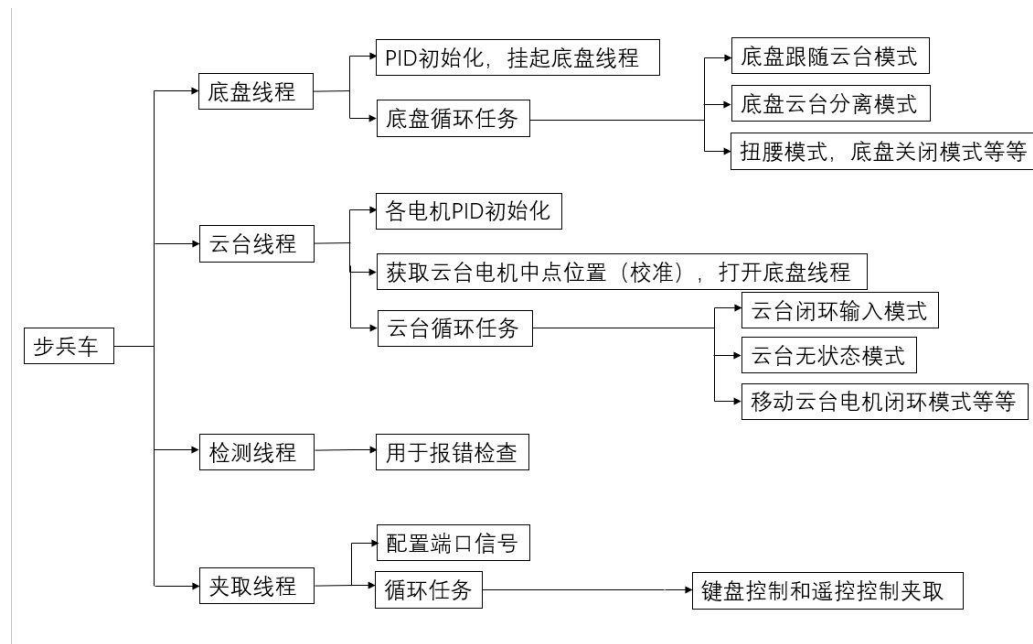 步兵车
底盘线程
PID初始化，挂起底盘线程
底盘循环任务
底盘跟随云台模式
底盘云台分离模式
扭腰模式，底盘关闭模式等等
云台线程
各电机PID初始化
获取云台电机中点位置（校准），打开底盘线程
云台循环任务
云台闭环输入模式
云台无状态模式
移动云台电机闭环模式等等
检测线程
用于报错检查
夹取线程
配置端口信号
循环任务
键盘控制和遥控控制夹取